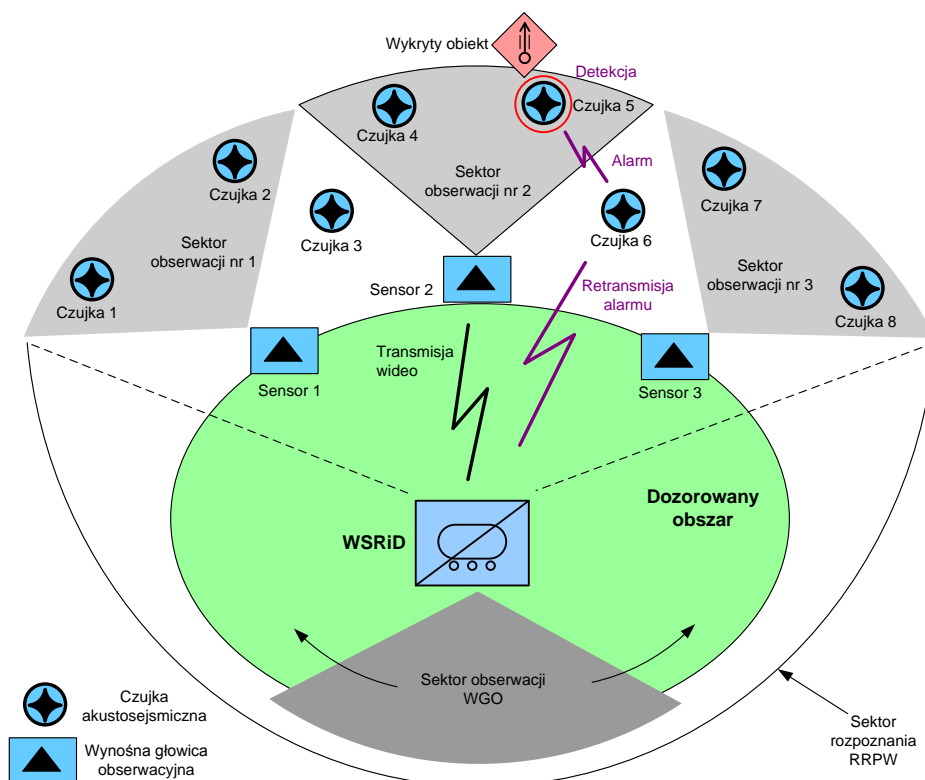 Wykryty obiekt
Detekcja
Czujka 5
Czujka 4
Alarm
Czujka 2
Sektor
obserwacji nr 2
Czujka 7
Czujka 3
Czujka 6
Sektor
obserwacji nr 1
Sektor
obserwacji nr 3
Czujka 1
Sensor 2
Retransmisja
alarmu
Czujka 8
Transmisja
wideo
Sensor 1
Sensor 3
Dozorowany
obszar
WSRiD
Sektor obserwacji
WGO
Czujka
akustosejsmiczna
Sektor
rozpoznania
RRPW
Wynośna głowica
obserwacyjna